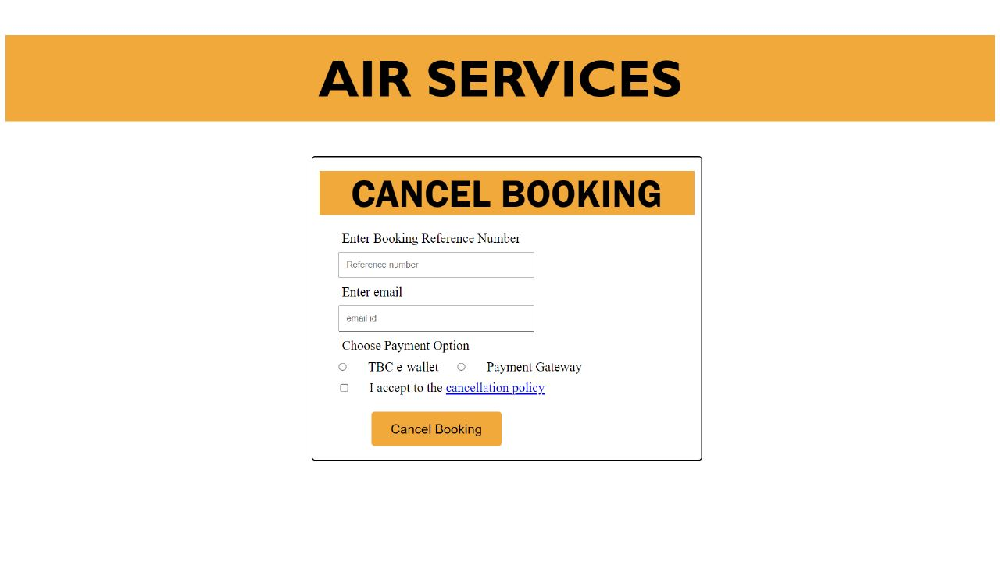 AIR SERVICES
CANCEL BOOKING
Enter Booking Reference Number
Reference number
Enter email
email id
Choose Payment Option
TBC e-wallet Payment Gateway
I accept to the cancellation policy
Cancel Booking